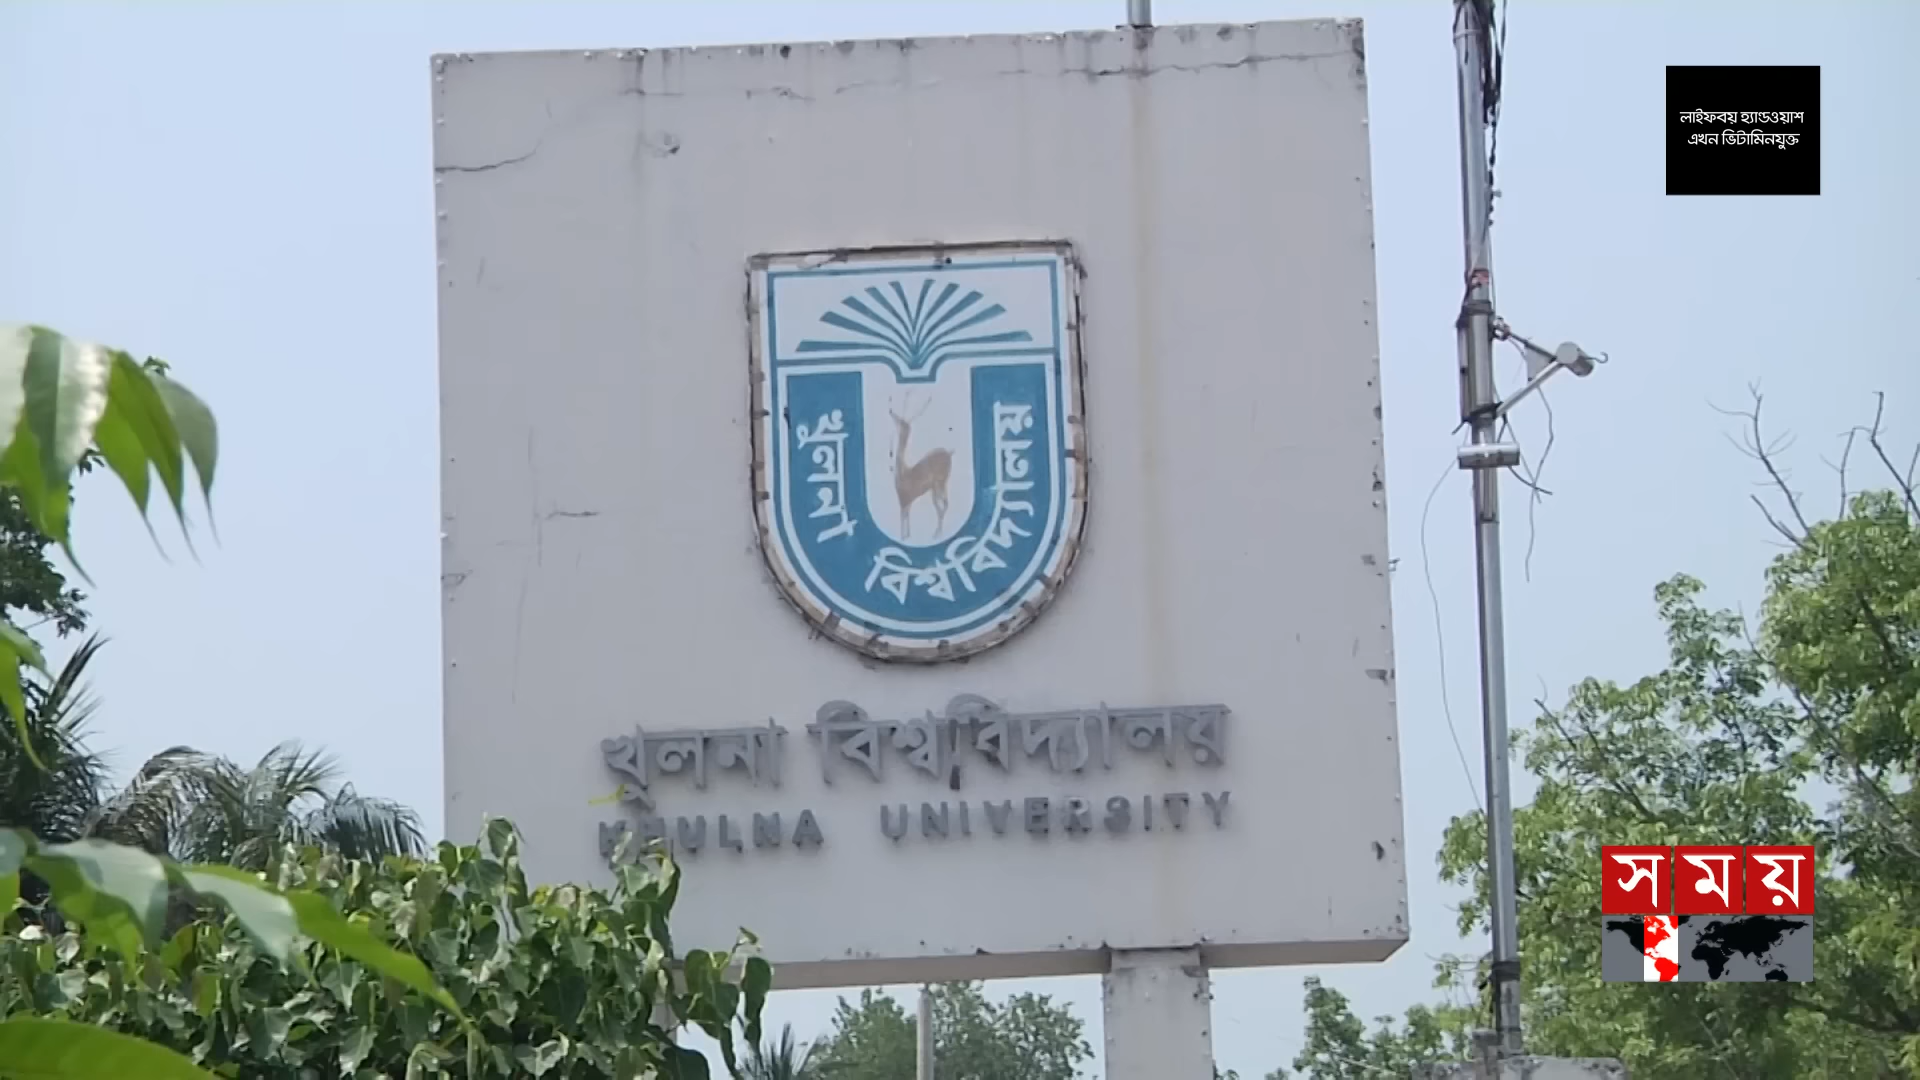 লাইফবয় হ্যান্ডওয়াশ
এখন ভিটামিনযুক্ত
খুলনা বিশ্ববিদ্যালয়
খুলনা বিশ্ববিদ্যালয়
KHULNA UNIVERSITY
সময়